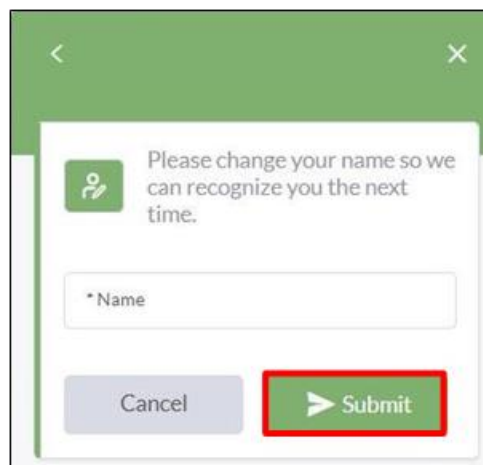 Please change your name so we
can recognize you the next
time.
* Name
Cancel
Submit